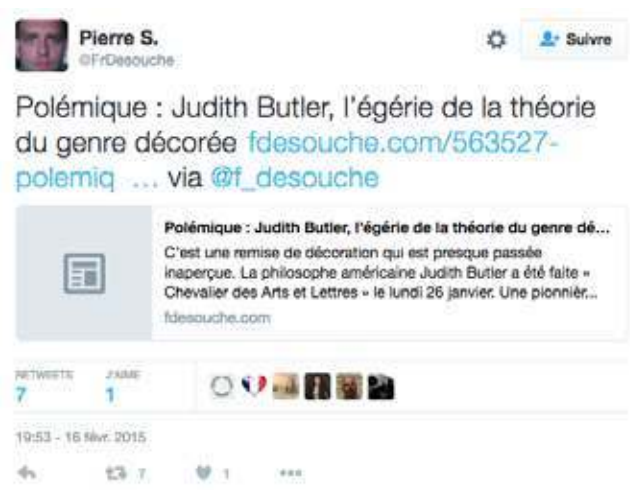 Pierre S.
@FrDesouche
Suivre
Polémique : Judith Butler, l'égérie de la théorie
du genre décorée fdesouche.com/563527-
polemiq ... via @f_desouche
Polémique : Judith Butler, l'égérie de la théorie du genre dé...
C'est une remise de décoration qui est presque passée
inaperçue. La philosophe américaine Judith Butler a été faite «
Chevalier des Arts et Lettres » le lundi 26 janvier. Une pionnièr...
fdesouche.com
RETWEETS J'AIME
7 1
19:53 - 16 févr. 2015
7 1